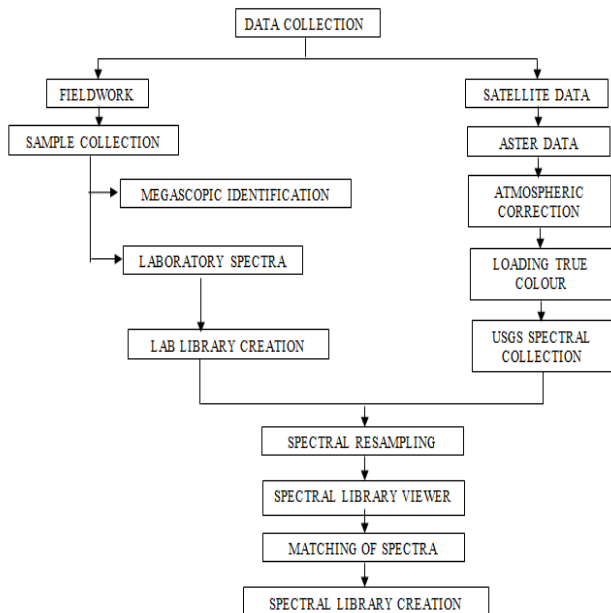 DATA COLLECTION
FIELDWORK
SATELLITE DATA
SAMPLE COLLECTION
ASTER DATA
MEGASCOPIC IDENTIFICATION
ATMOSPHERIC
CORRECTION
LABORATORY SPECTRA
LOADING TRUE
COLOUR
LAB LIBRARY CREATION
USGS SPECTRAL
COLLECTION
SPECTRAL RESAMPLING
SPECTRAL LIBRARY VIEWER
MATCHING OF SPECTRA
SPECTRAL LIBRARY CREATION